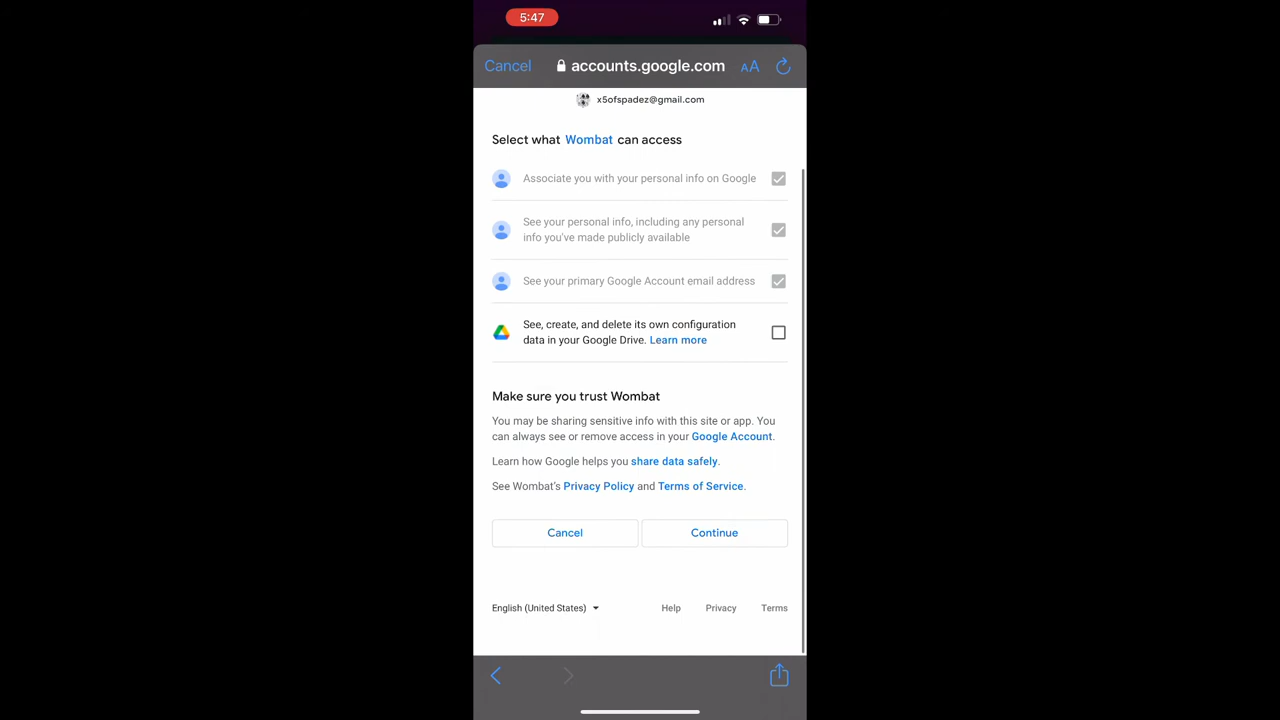 5:47
Cancel accounts.google.com AA
x5ofspadez@gmail.com
Select what Wombat can access
Associate you with your personal info on Google
See your personal info, including any personal
info you've made publicly available
See your primary Google Account email address
See, create, and delete its own configuration
data in your Google Drive. Learn more
Make sure you trust Wombat
You may be sharing sensitive info with this site or app. You
can always see or remove access in your Google Account.
Learn how Google helps you share data safely.
See Wombat's Privacy Policy and Terms of Service.
Cancel Continue
English (United States) Help Privacy Terms